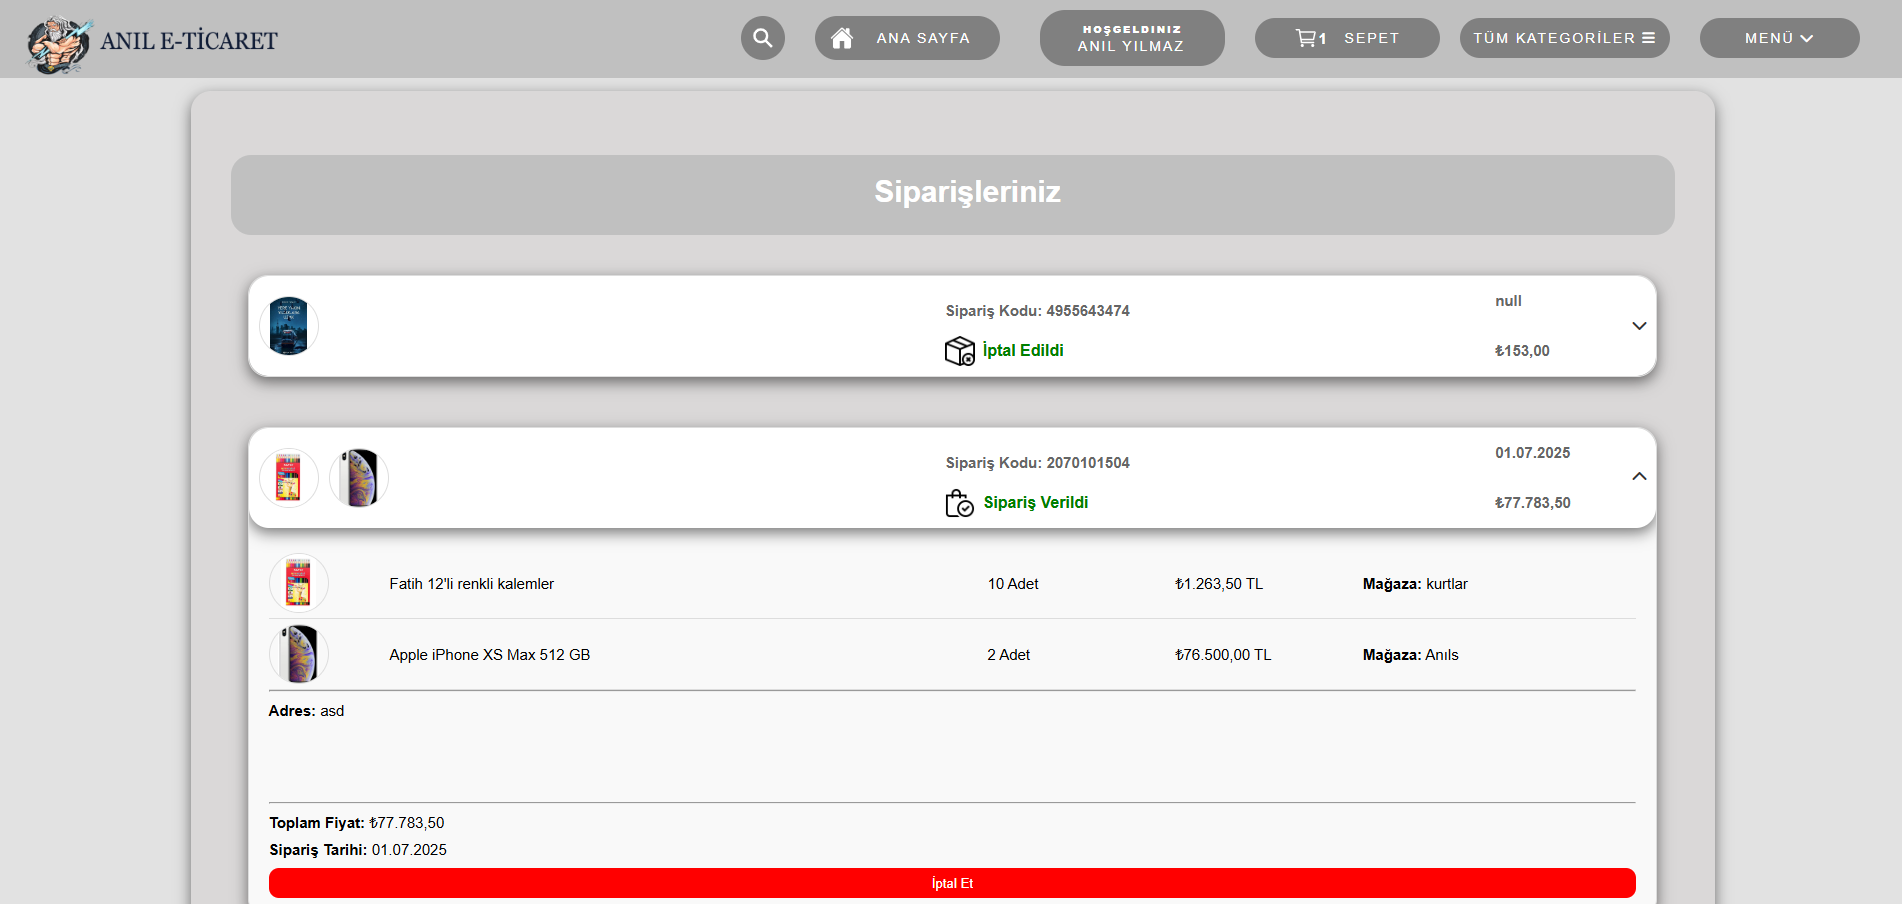 ANIL E-TİCARET
ANA SAYFA
HOŞGELDINIZ
ANIL YILMAZ
1 SEPET
TÜM KATEGORİLER
MENÜ
Siparişleriniz
Sipariş Kodu: 4955643474
null
İptal Edildi
₺153,00
Sipariş Kodu: 2070101504
01.07.2025
Sipariş Verildi
₺77.783,50
Fatih 12'li renkli kalemler 10 Adet ₺1.263,50 TL Mağaza: kurtlar
Apple iPhone XS Max 512 GB 2 Adet ₺76.500,00 TL Mağaza: Anıls
Adres: asd
Toplam Fiyat: ₺77.783,50
Sipariş Tarihi: 01.07.2025
İptal Et